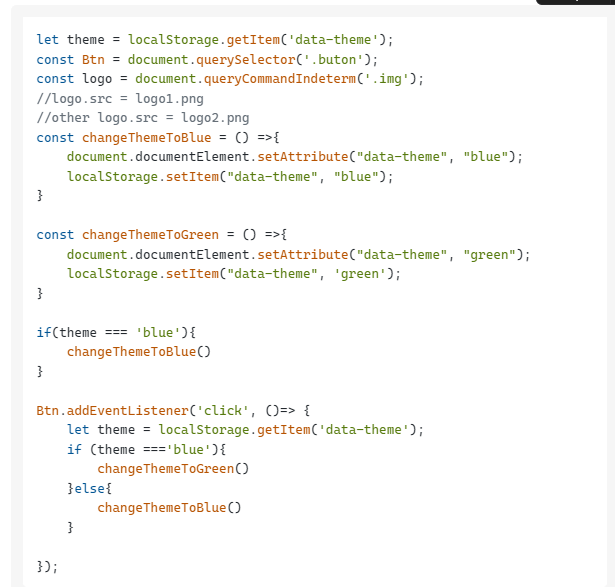 let theme = localStorage.getItem('data-theme');
const Btn = document.querySelector('.buton');
const logo = document.queryCommandIndeterm('.img');
//logo.src = logo1.png
//other logo.src = logo2.png
const changeThemeToBlue = () =>{
    document.documentElement.setAttribute("data-theme", "blue");
    localStorage.setItem("data-theme", "blue");
}

const changeThemeToGreen = () =>{
    document.documentElement.setAttribute("data-theme", "green");
    localStorage.setItem("data-theme", 'green');
}

if(theme === 'blue'){
    changeThemeToBlue()
}

Btn.addEventListener('click', ()=> {
    let theme = localStorage.getItem('data-theme');
    if (theme ==='blue'){
        changeThemeToGreen()
    }else{
        changeThemeToBlue()
    }

});